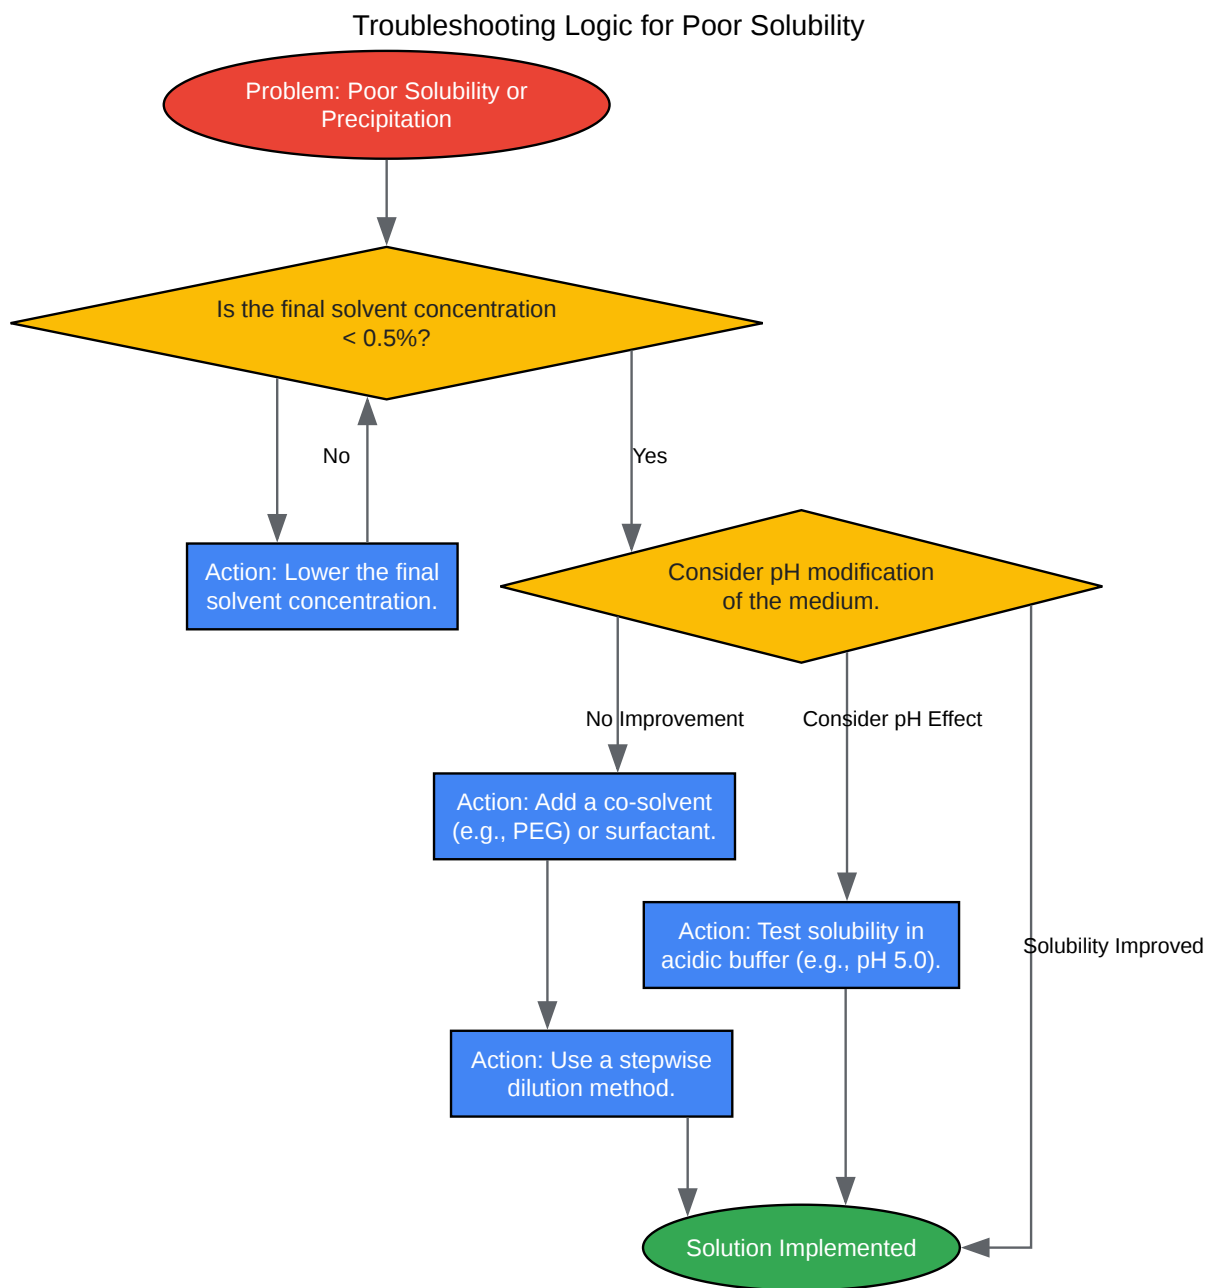 Troubleshooting Logic for Poor Solubility
Problem: Poor Solubility or
Precipitation
Is the final solvent concentration
< 0.5%?
No
Yes
Action: Lower the final
solvent concentration.
Consider pH modification
of the medium.
No Improvement
Consider pH Effect
Action: Add a co-solvent
(e.g., PEG) or surfactant.
Action: Test solubility in
acidic buffer (e.g., pH 5.0).
Solubility Improved
Action: Use a stepwise
dilution method.
Solution Implemented